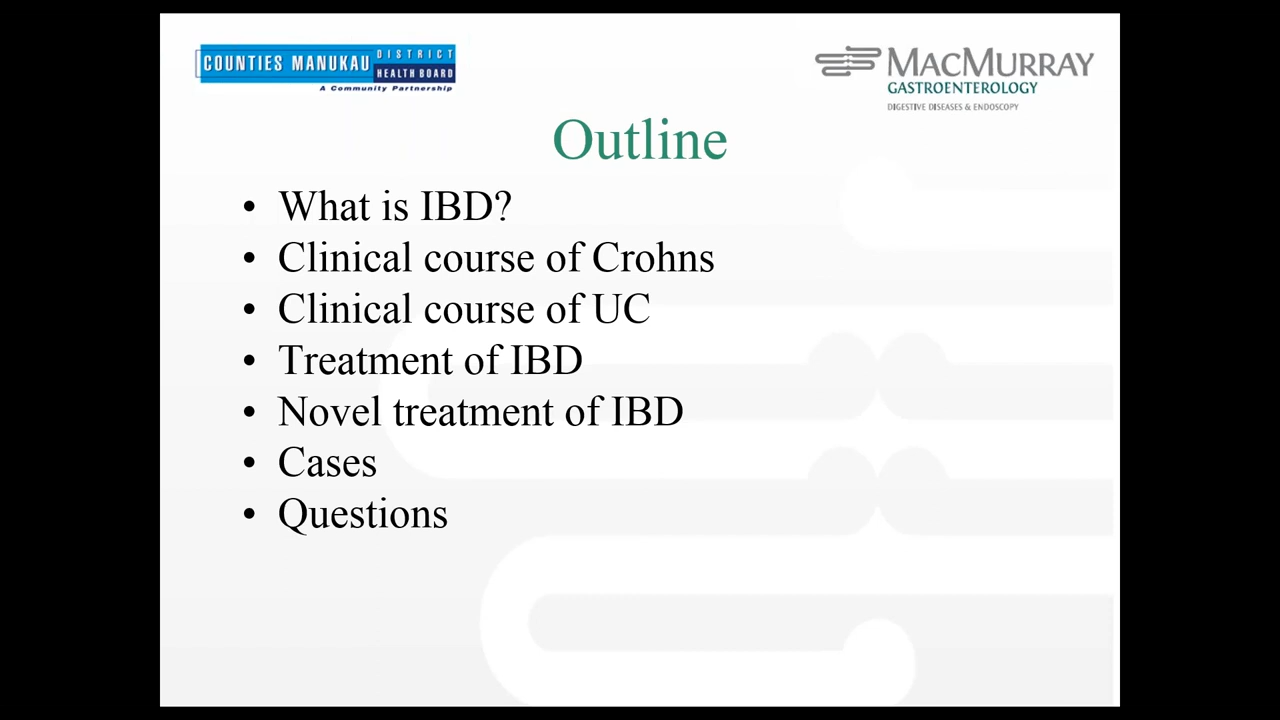 COUNTIES MANUKAU DISTRICT HEALTH BOARD
A Community Partnership
MACMURRAY
GASTROENTEROLOGY
DIGESTIVE DISEASES & ENDOSCOPY
Outline
• What is IBD?
• Clinical course of Crohns
• Clinical course of UC
• Treatment of IBD
• Novel treatment of IBD
• Cases
• Questions